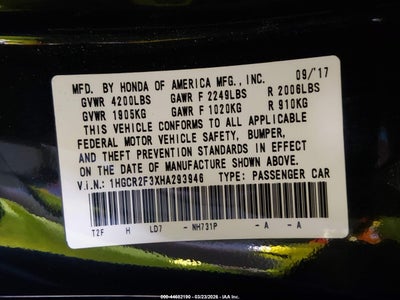 MFD. BY HONDA OF AMERICA MFG., INC. 09/'17
GVWR 4200LBS GAWR F 2249LBS R 2006LBS
GVWR 1905KG GAWR F 1020KG R 910KG
THIS VEHICLE CONFORMS TO ALL APPLICABLE
FEDERAL MOTOR VEHICLE SAFETY, BUMPER,
AND THEFT PREVENTION STANDARDS IN EFFECT
ON THE DATE OF MANUFACTURE SHOWN ABOVE.
V.I.N.: 1HGCR2F3XHA293946 TYPE: PASSENGER CAR
T2F H LD7 - NH731P - A - A
000-44602190 - 03/23/2026 - IAA Inc.